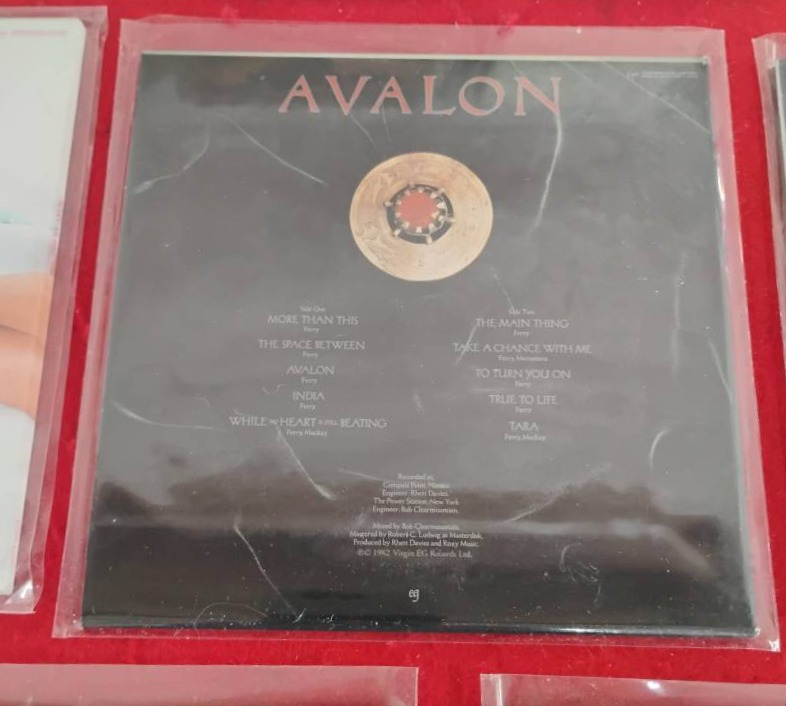 AVALON
Side One
MORE THAN THIS
Ferry
THE SPACE BETWEEN
Ferry
AVALON
Ferry
INDIA
Ferry
WHILE MY HEART IS STILL BEATING
Ferry, Mackay
Side Two
THE MAIN THING
Ferry
TAKE A CHANCE WITH ME
Ferry, Manzanera
TO TURN YOU ON
Ferry
TRUE TO LIFE
Ferry
TARA
Ferry, Mackay
Recorded at,
Compass Point, Nassau
Engineer: Rhett Davies.
The Power Station, New York
Engineer: Bob Clearmountain.
Mixed by Bob Clearmountain.
Mastered by Robert C. Ludwig at Masterdisk,
Produced by Rhett Davies and Roxy Music.
℗© 1982 Virgin EG Records Ltd.
eg